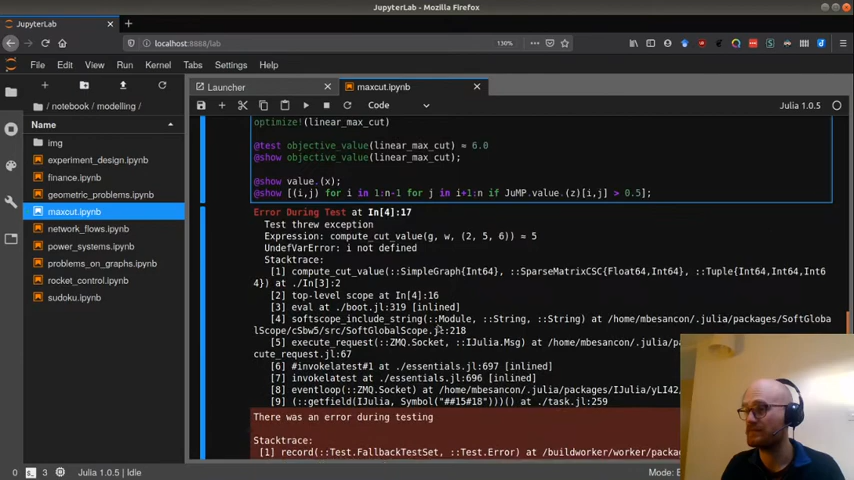 JupyterLab - Mozilla Firefox
JupyterLab
localhost:8888/lab
130%
File Edit View Run Kernel Tabs Settings Help
Launcher
maxcut.ipynb
/ notebook / modelling /
Code
Julia 1.0.5
Name
img
experiment_design.ipynb
finance.ipynb
geometric_problems.ipynb
maxcut.ipynb
network_flows.ipynb
power_systems.ipynb
problems_on_graphs.ipynb
rocket_control.ipynb
sudoku.ipynb
optimize!(linear_max_cut)
@test objective_value(linear_max_cut) ≈ 6.0
@show objective_value(linear_max_cut);
@show value.(x);
@show [(i,j) for i in 1:n-1 for j in i+1:n if JuMP.value.(z)[i,j] > 0.5];
Error During Test at In[4]:17
Test threw exception
Expression: compute_cut_value(g, w, (2, 5, 6)) ≈ 5
UndefVarError: i not defined
Stacktrace:
[1] compute_cut_value(::SimpleGraph{Int64}, ::SparseMatrixCSC{Float64,Int64}, ::Tuple{Int64,Int64,Int6
4}) at ./In[3]:2
[2] top-level scope at In[4]:16
[3] eval at ./boot.jl:319 [inlined]
[4] softscope_include_string(::Module, ::String, ::String) at /home/mbesancon/.julia/packages/SoftGloba
lScope/cSbw5/src/SoftGlobalScope.jl:218
[5] execute_request(::ZMQ.Socket, ::IJulia.Msg) at /home/mbesancon/.julia/pa
cute_request.jl:67
[6] #invokelatest#1 at ./essentials.jl:697 [inlined]
[7] invokelatest at ./essentials.jl:696 [inlined]
[8] eventloop(::ZMQ.Socket) at /home/mbesancon/.julia/packages/IJulia/yLI42/
[9] (::getfield(IJulia, Symbol("##15#18")))() at ./task.jl:259
There was an error during testing
Stacktrace:
[1] record(::Test.FallbackTestSet, ::Test.Error) at /buildworker/worker/packa
0
3
Julia 1.0.5 | Idle
Mode: E